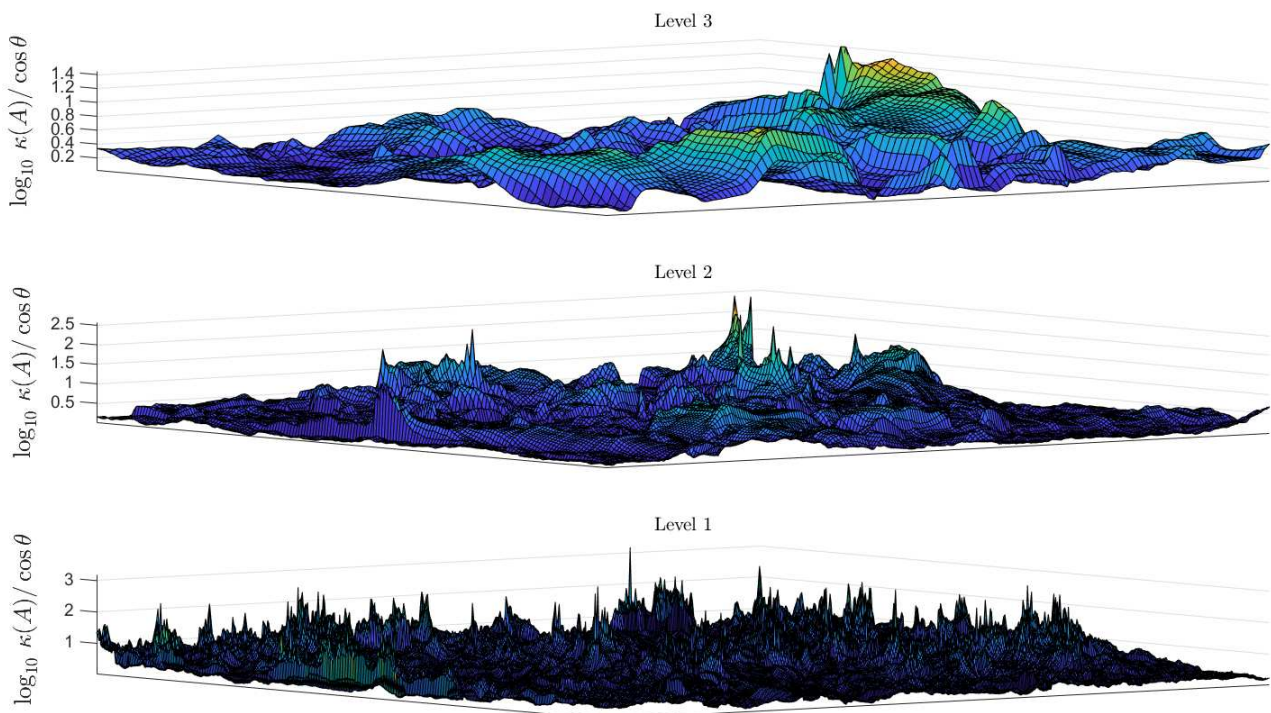 Level 3
log₁₀ κ(A)/cos θ
1.4
1.2
1
0.8
0.6
0.4
0.2
Level 2
log₁₀ κ(A)/cos θ
2.5
2
1.5
1
0.5
Level 1
log₁₀ κ(A)/cos θ
3
2
1